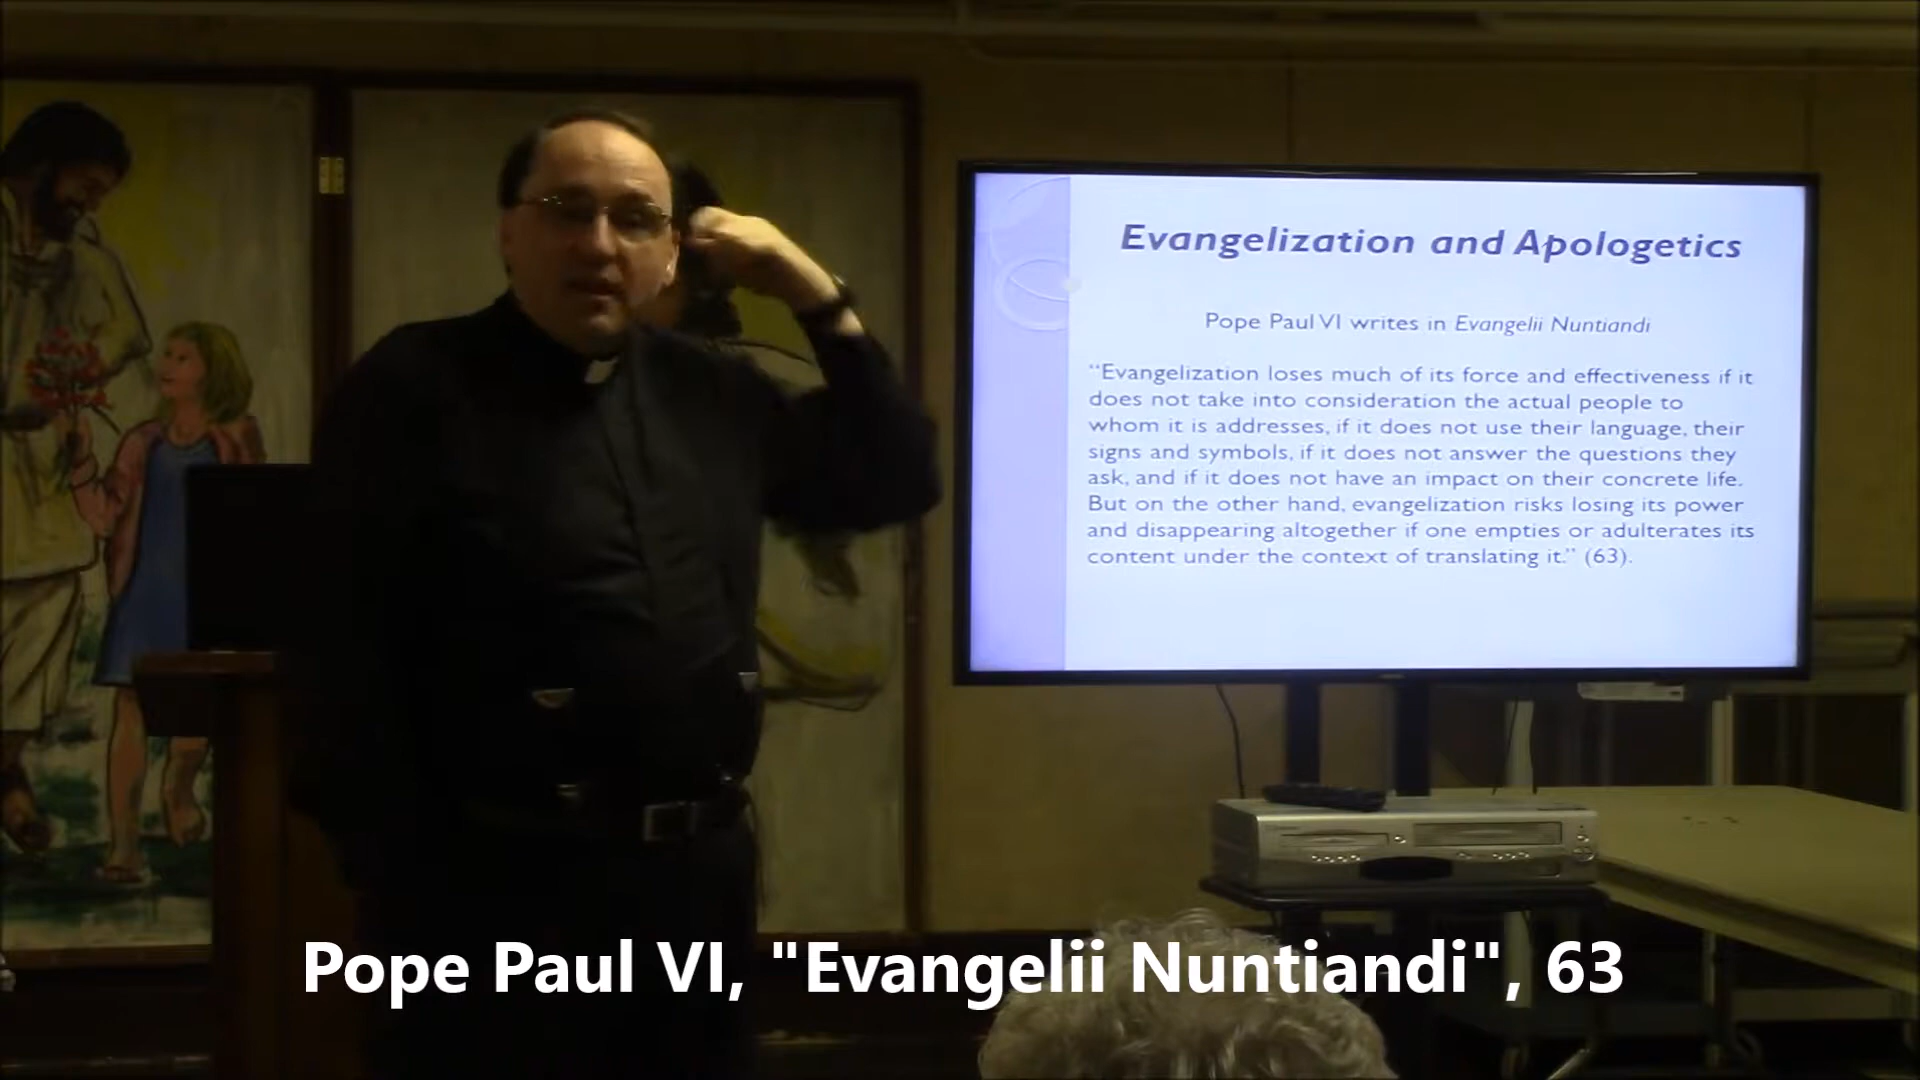 Evangelization and Apologetics
Pope Paul VI writes in Evangelii Nuntiandi
“Evangelization loses much of its force and effectiveness if it
does not take into consideration the actual people to
whom it is addresses, if it does not use their language, their
signs and symbols, if it does not answer the questions they
ask, and if it does not have an impact on their concrete life.
But on the other hand, evangelization risks losing its power
and disappearing altogether if one empties or adulterates its
content under the context of translating it.” (63).
Pope Paul VI, "Evangelii Nuntiandi", 63